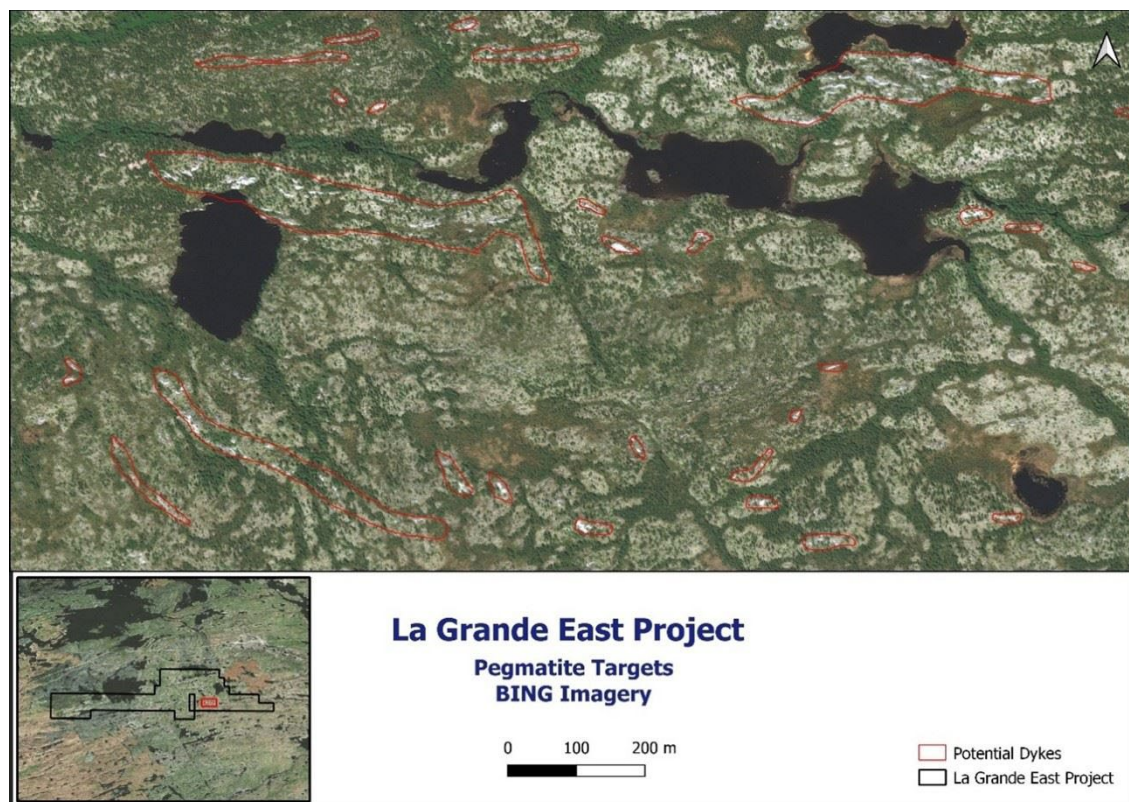 La Grande East Project
Pegmatite Targets
BING Imagery
0 100 200 m
Potential Dykes
La Grande East Project